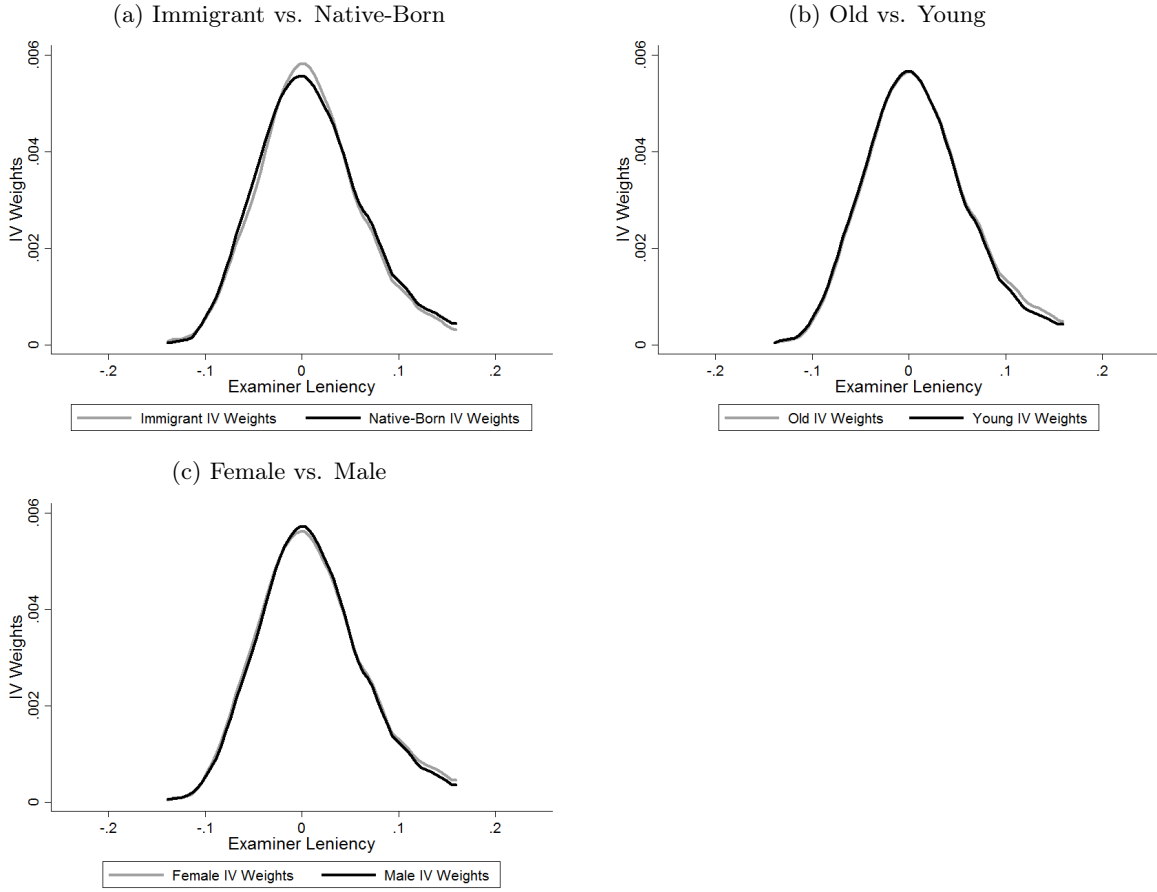 (a) Immigrant vs. Native-Born
.006
.004
.002
0
IV Weights
-.2 -.1 0 .1 .2
Examiner Leniency
Immigrant IV Weights Native-Born IV Weights
(b) Old vs. Young
.006
.004
.002
0
IV Weights
-.2 -.1 0 .1 .2
Examiner Leniency
Old IV Weights Young IV Weights
(c) Female vs. Male
.006
.004
.002
0
IV Weights
-.2 -.1 0 .1 .2
Examiner Leniency
Female IV Weights Male IV Weights